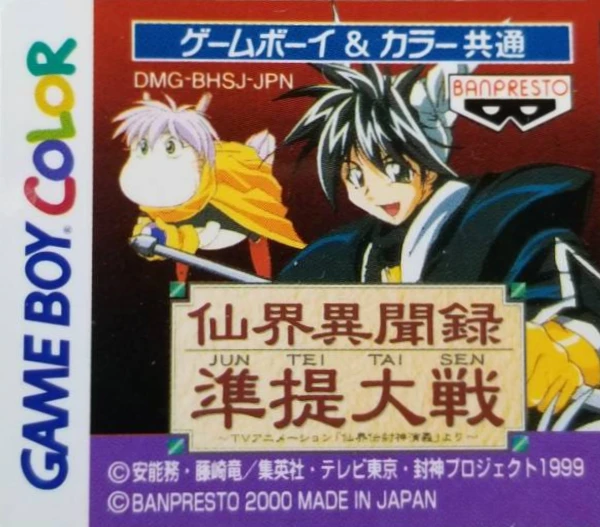 GAME BOY COLOR
ゲームボーイ & カラー共通
DMG-BHSJ-JPN
BANPRESTO
仙界異聞録
JUN TEI TAI SEN
準提大戦
〜TVアニメーション「仙界伝封神演義」より〜
©安能務・藤崎竜／集英社・テレビ東京・封神プロジェクト1999
©BANPRESTO 2000 MADE IN JAPAN